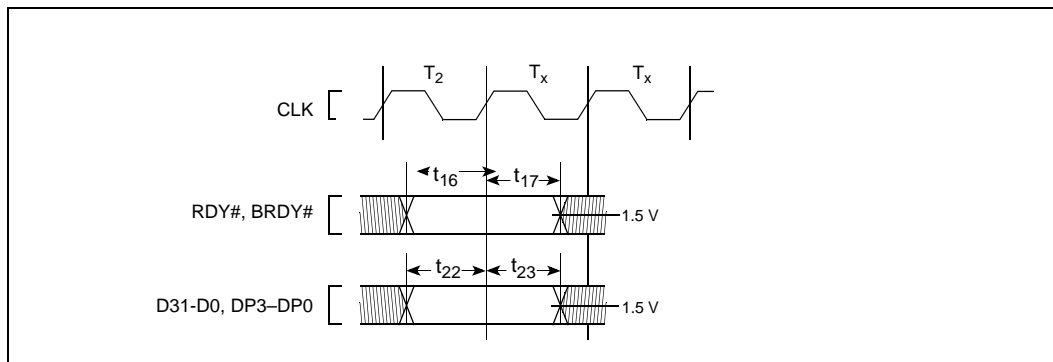 T2 Tx Tx
CLK
t16 t17
RDY#, BRDY#
1.5 V
t22 t23
D31-D0, DP3–DP0
1.5 V